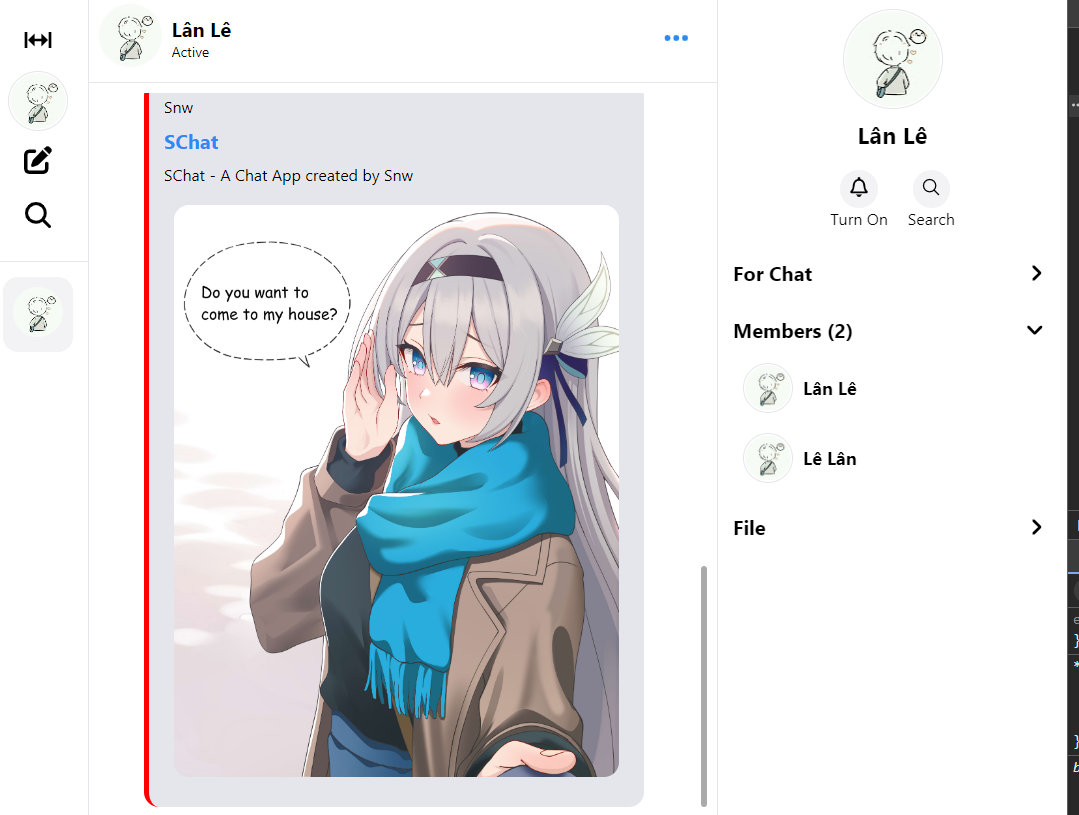 Lân Lê
Active
Snw
SChat
SChat - A Chat App created by Snw
Do you want to
come to my house?
Lân Lê
Turn On
Search
For Chat
Members (2)
Lân Lê
Lê Lân
File